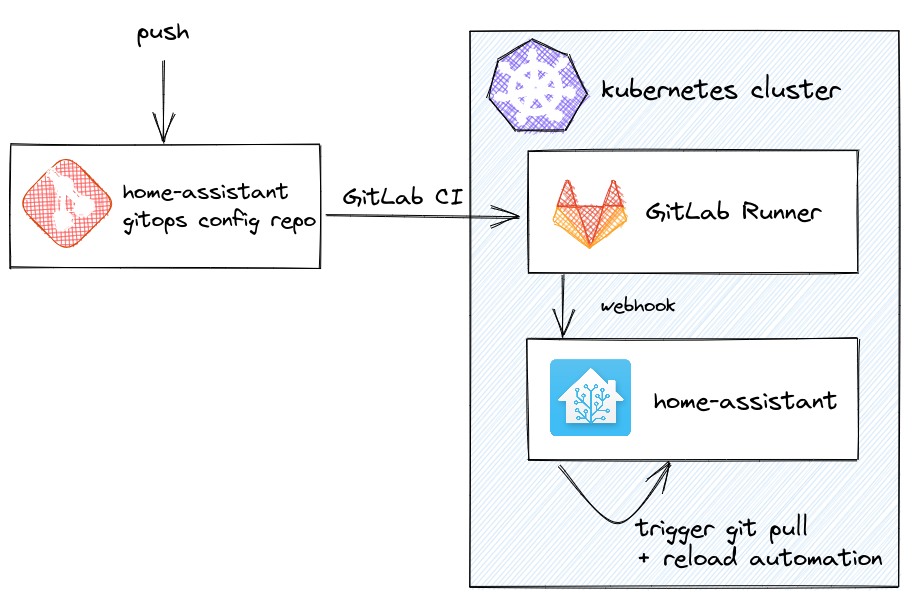 push
home-assistant
gitops config repo
GitLab CI
kubernetes cluster
GitLab Runner
webhook
home-assistant
trigger git pull
+ reload automation